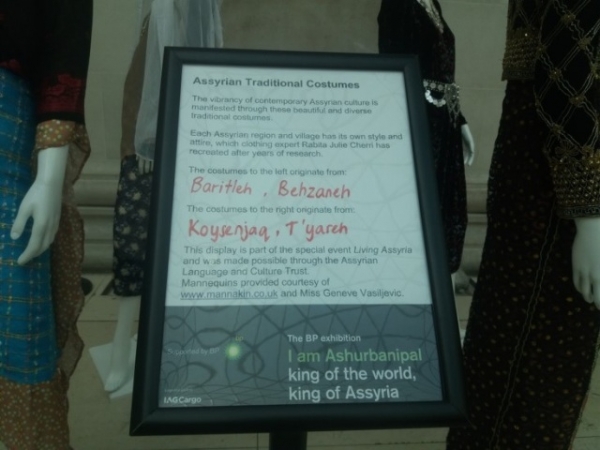 Assyrian Traditional Costumes
The vibrancy of contemporary Assyrian culture is
manifested through these beautiful and diverse
traditional costumes.
Each Assyrian region and village has its own style and
attire, which clothing expert Rabita Julie Cherri has
recreated after years of research.
The costumes to the left originate from:
Baritleh , Behzaneh
The costumes to the right originate from:
Koysenjaq , T'yareh
This display is part of the special event Living Assyria
and was made possible through the Assyrian
Language and Culture Trust.
Mannequins provided courtesy of
www.mannakin.co.uk and Miss Geneve Vasiljevic.
Supported by BP
The BP exhibition
I am Ashurbanipal
king of the world,
king of Assyria
IAG Cargo